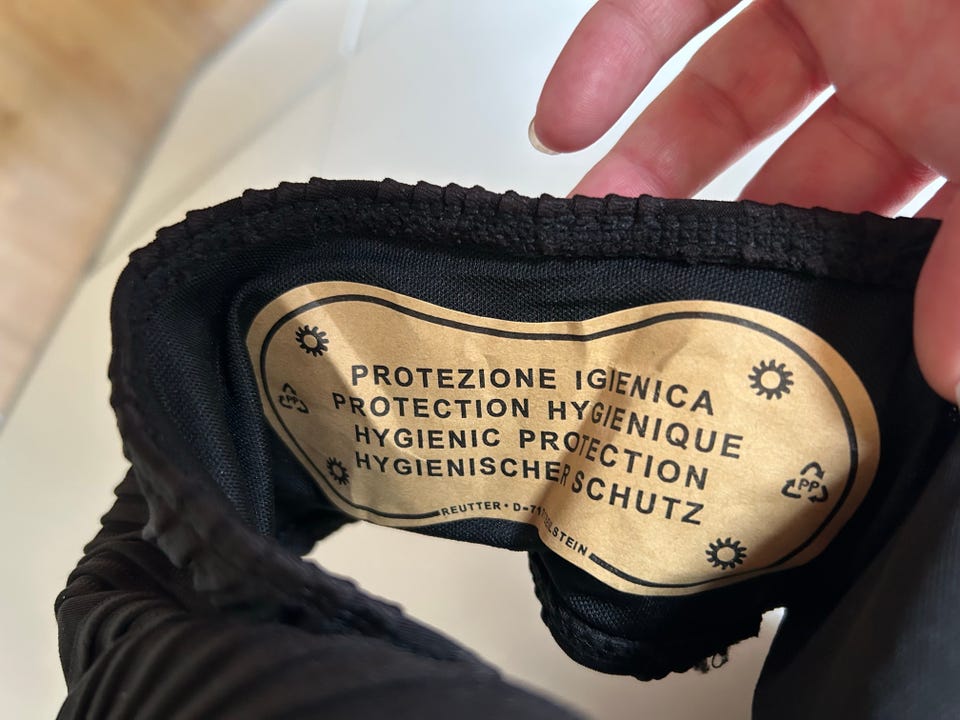 PROTEZIONE IGIENICA
PROTECTION HYGIENIQUE
HYGIENIC PROTECTION
HYGIENISCHER SCHUTZ
PP
PP
REUTTER • D-